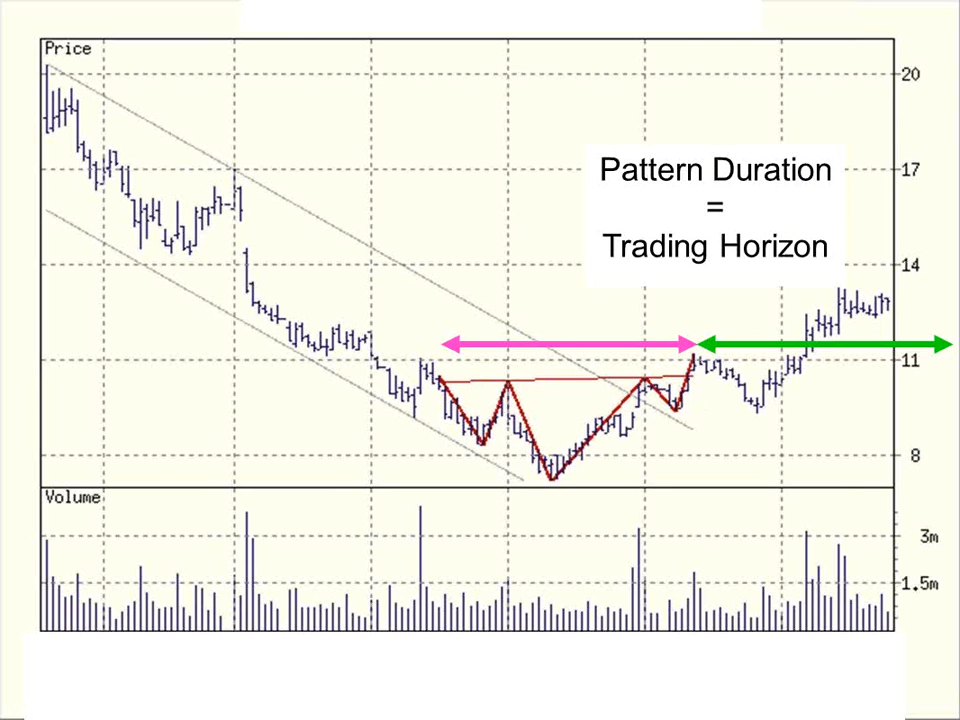 Price
20
Pattern Duration
=
Trading Horizon
17
14
11
8
Volume
3m
1.5m